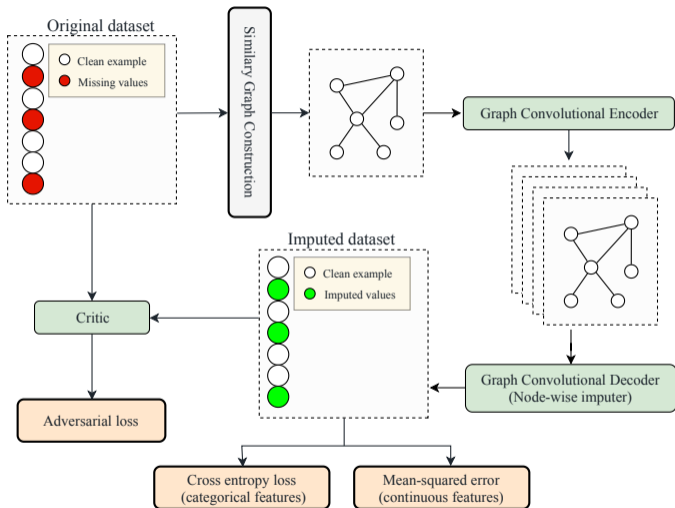 Original dataset
Clean example
Missing values
Similary Graph Construction
Graph Convolutional Encoder
Imputed dataset
Clean example
Imputed values
Critic
Graph Convolutional Decoder
(Node-wise imputer)
Adversarial loss
Cross entropy loss
(categorical features)
Mean-squared error
(continuous features)